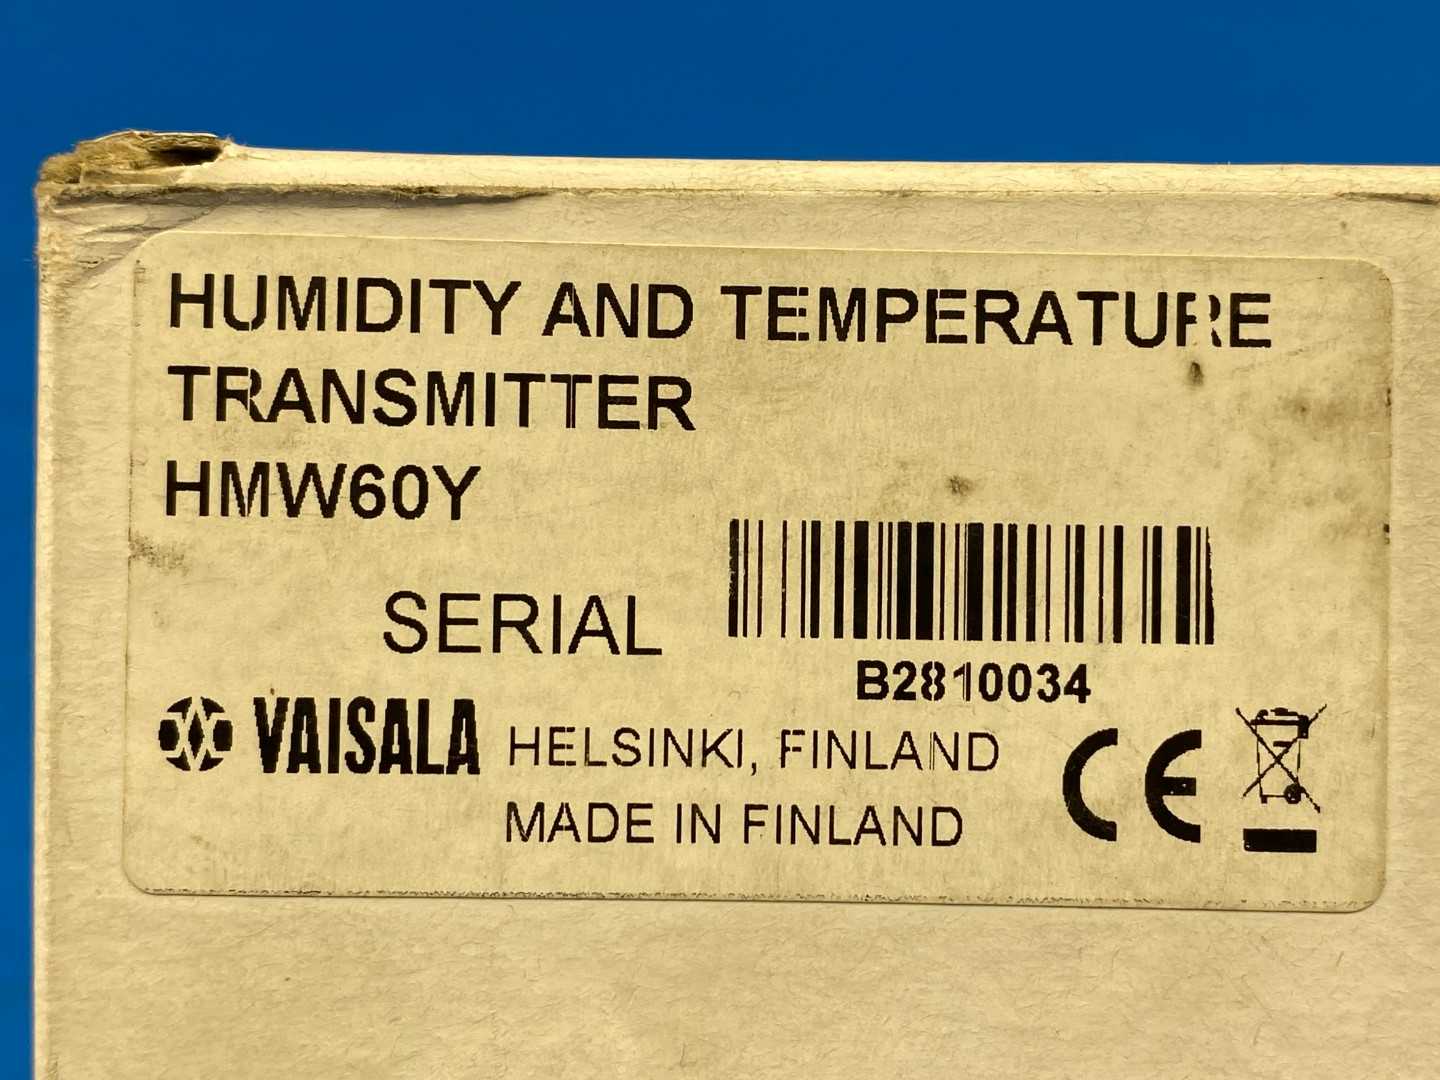 HUMIDITY AND TEMPERATURE
TRANSMITTER
HMW60Y
SERIAL
B2810034
VAISALA HELSINKI, FINLAND
MADE IN FINLAND
CE